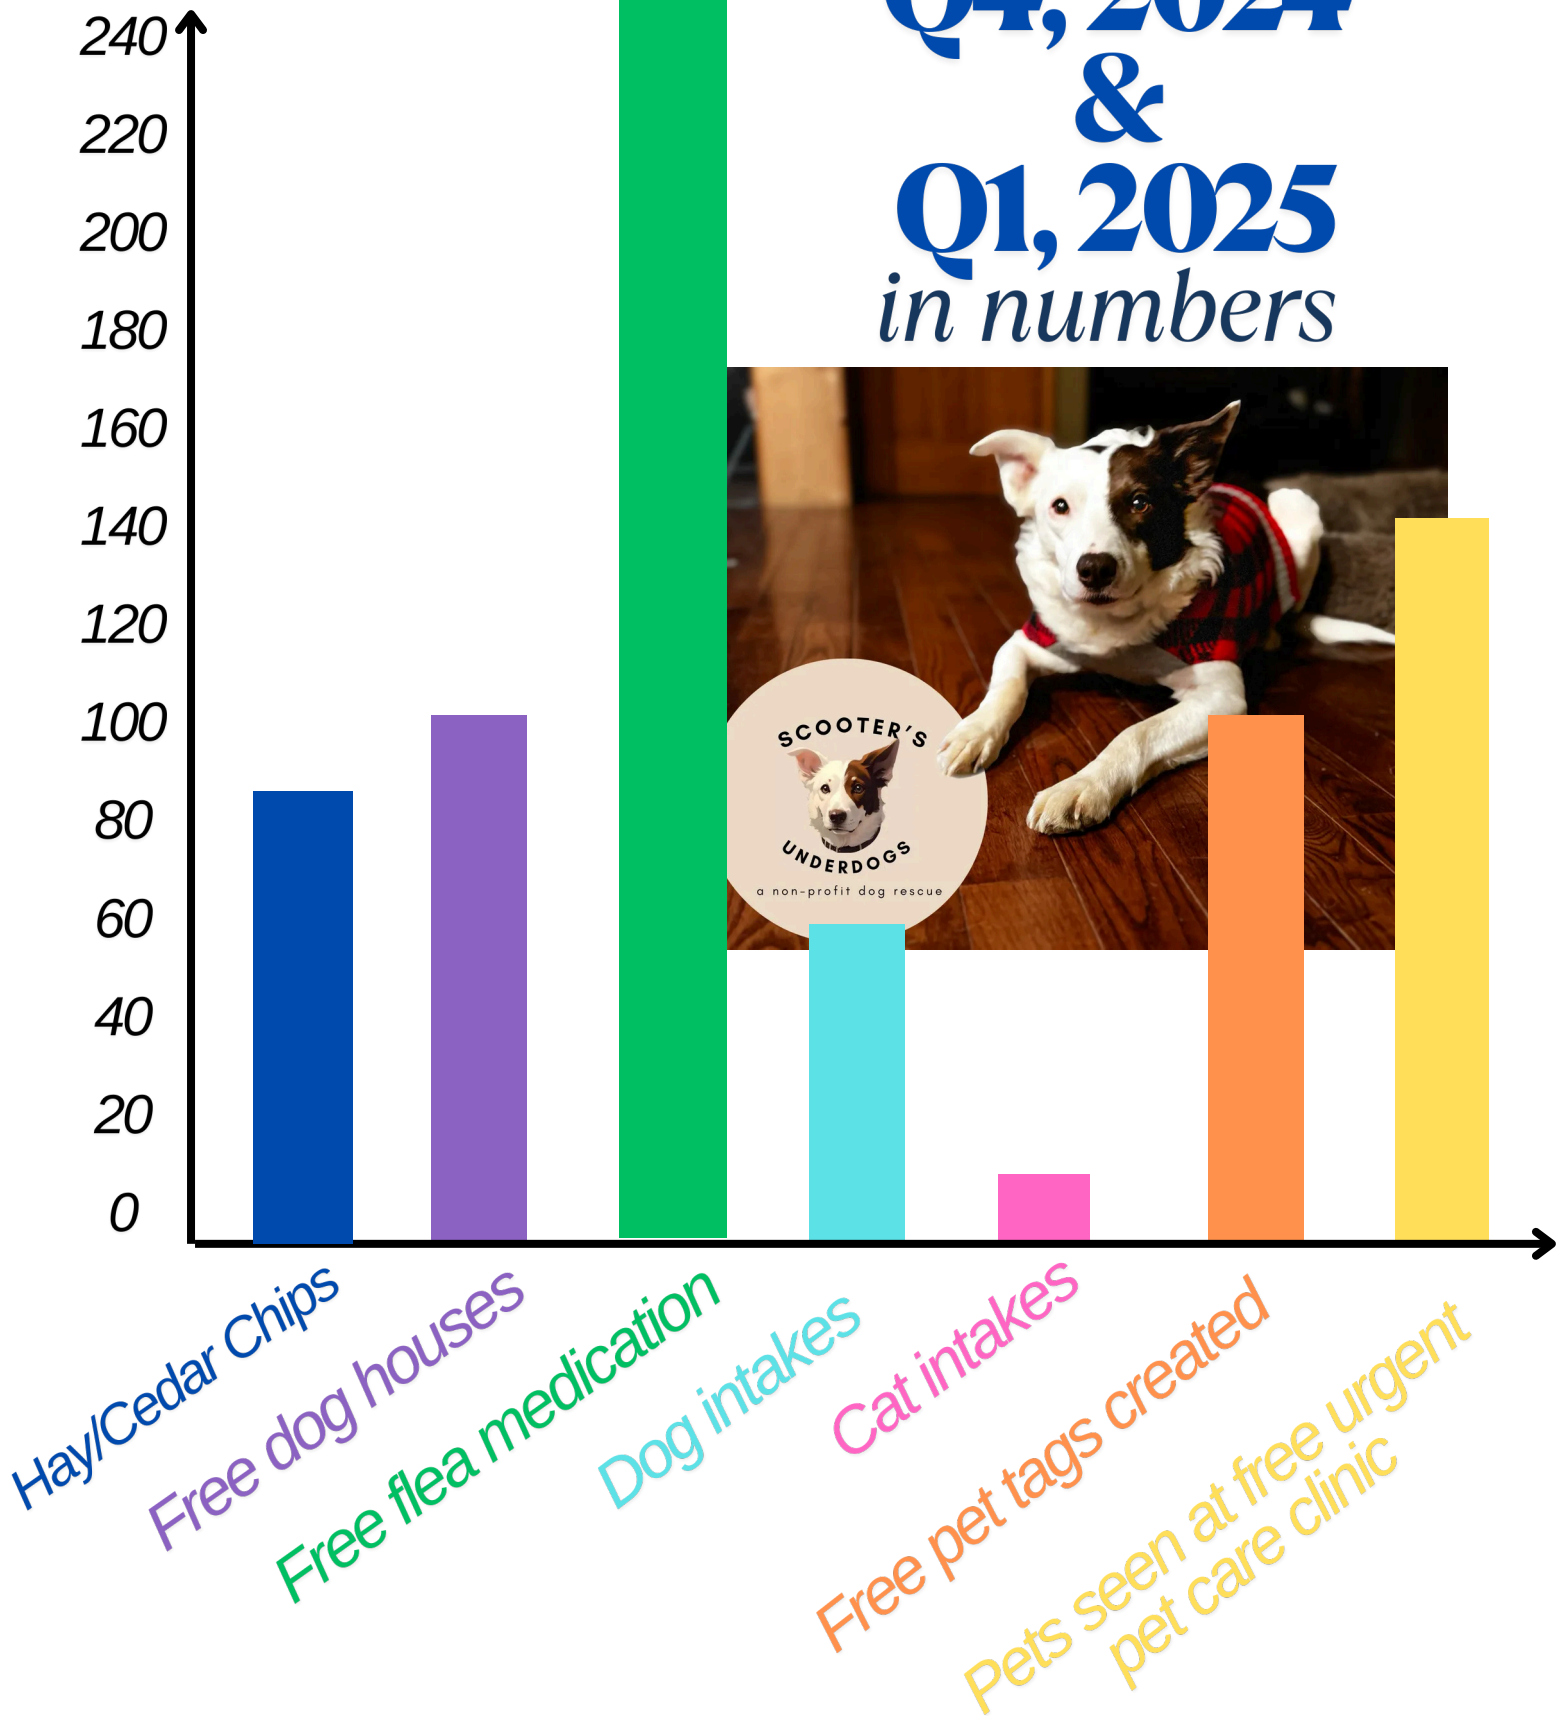 Q4, 2024
&
Q1, 2025
in numbers
240
220
200
180
160
140
120
100
80
60
40
20
0
SCOOTER'S
UNDERDOGS
a non-profit dog rescue
Hay/Cedar Chips
Free dog houses
Free flea medication
Dog intakes
Cat intakes
Free pet tags created
Pets seen at free urgent
pet care clinic